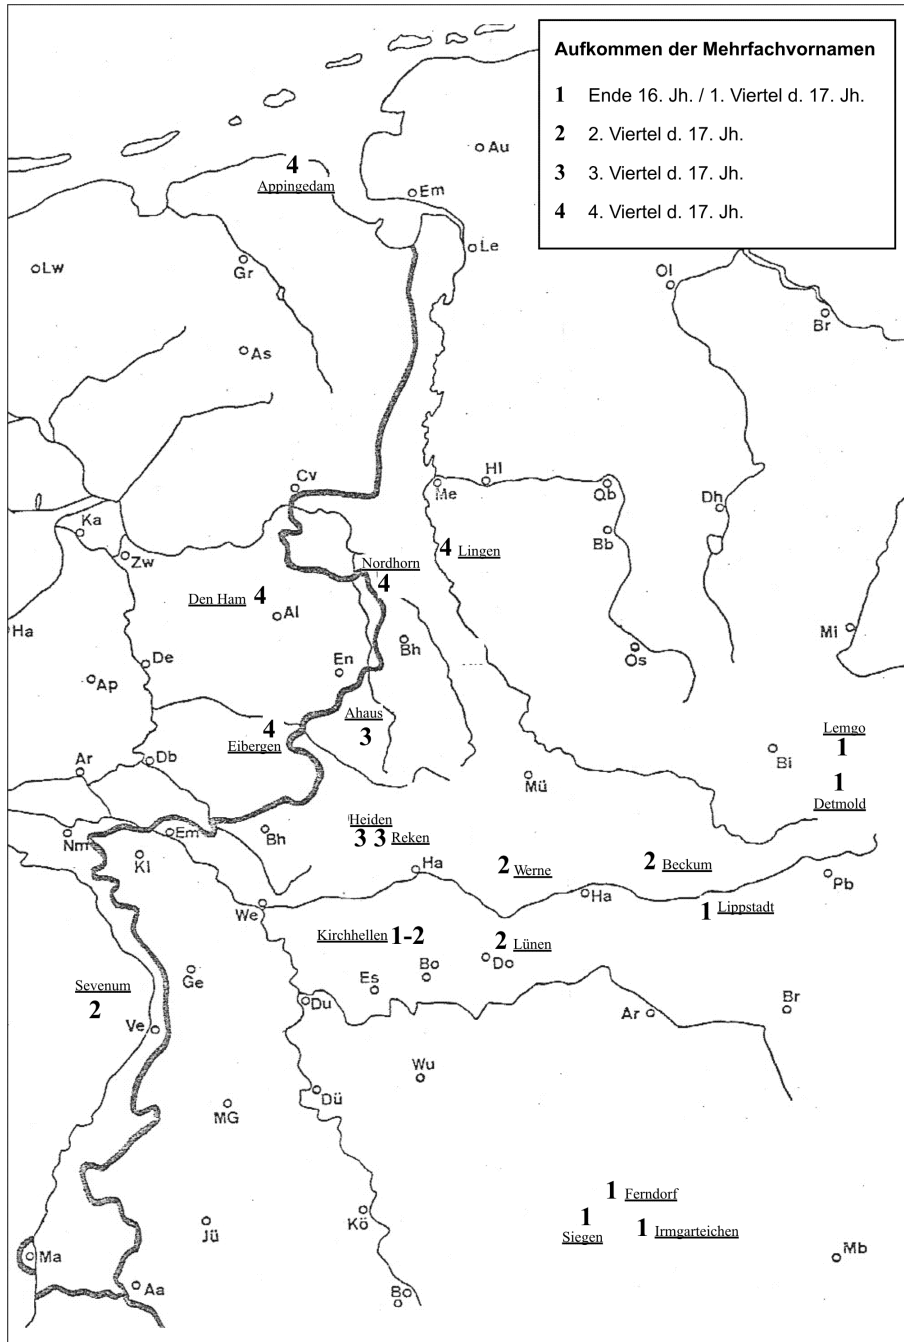 Aufkommen der Mehrfachvornamen
1 Ende 16. Jh. / 1. Viertel d. 17. Jh.
2 2. Viertel d. 17. Jh.
3 3. Viertel d. 17. Jh.
4 4. Viertel d. 17. Jh.
Au
4
Appingedam
Em
Le
Lw
Gr
Ol
Br
As
Cv
Me
Hl
Qb
Dh
Ka
Bb
Zw
4 Lingen
Nordhorn
4
Den Ham 4
Al
Ha
Mi
De
En
Bh
Os
Ap
Ahaus
3
4
Eibergen
Lemgo
1
Bi
Ar
Db
Mü
1
Detmold
Nm
Em
Bh
Heiden
3 3 Reken
Kl
Ha
2 Werne
2 Beckum
Pb
We
Ha
1 Lippstadt
Kirchhellen 1-2
2 Lünen
Ge
Es
Bo
Do
Sevenum
2
Du
Ar
Br
Ve
Wu
MG
Dü
1 Ferndorf
Jü
Kö
1
Siegen
1 Irmgarteichen
Ma
Mb
Aa
Bo